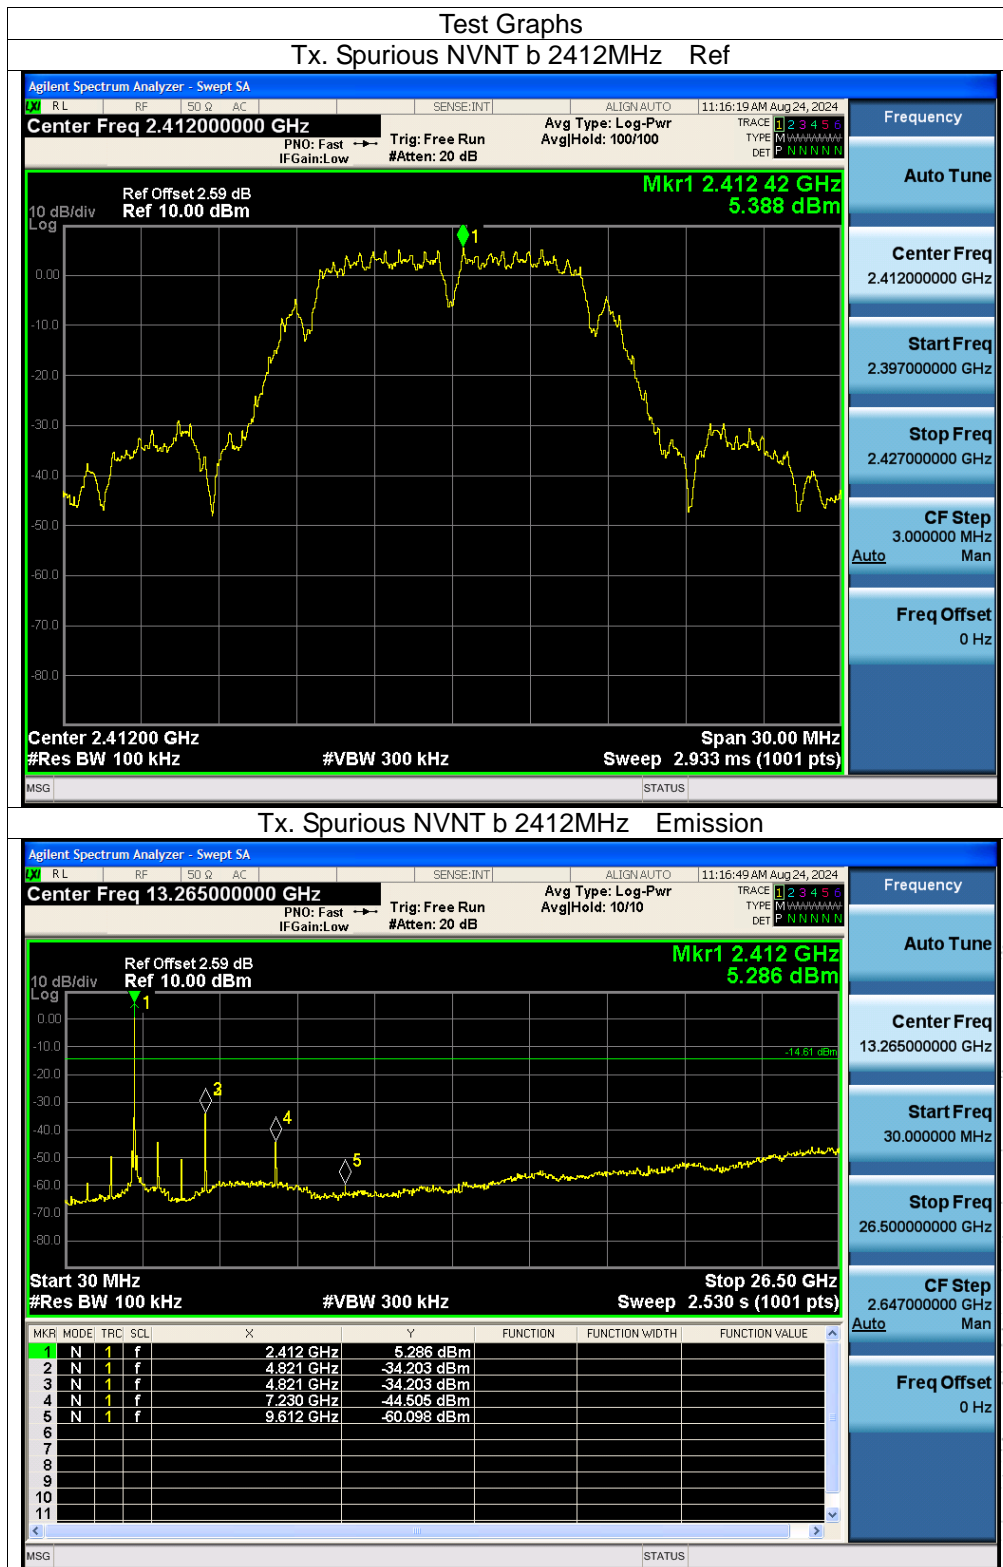 Test Graphs
Tx. Spurious NVNT b 2412MHz Ref
Agilent Spectrum Analyzer - Swept SA
LXI RL RF 50 Ω AC SENSE:INT ALIGN AUTO 11:16:19 AM Aug 24, 2024
Center Freq 2.412000000 GHz
PNO: Fast
IFGain:Low
Trig: Free Run
#Atten: 20 dB
Avg Type: Log-Pwr
Avg|Hold: 100/100
TRACE 1 2 3 4 5 6
TYPE M
DET P N N N N N
Frequency
Auto Tune
Center Freq
2.412000000 GHz
Start Freq
2.397000000 GHz
Stop Freq
2.427000000 GHz
CF Step
3.000000 MHz
Auto Man
Freq Offset
0 Hz
Mkr1 2.412 42 GHz
5.388 dBm
Ref Offset 2.59 dB
10 dB/div Ref 10.00 dBm
Log
1
0.00
-10.0
-20.0
-30.0
-40.0
-50.0
-60.0
-70.0
-80.0
Center 2.41200 GHz Span 30.00 MHz
#Res BW 100 kHz #VBW 300 kHz Sweep 2.933 ms (1001 pts)
MSG STATUS
Tx. Spurious NVNT b 2412MHz Emission
Agilent Spectrum Analyzer - Swept SA
LXI RL RF 50 Ω AC SENSE:INT ALIGN AUTO 11:16:49 AM Aug 24, 2024
Center Freq 13.265000000 GHz
PNO: Fast
IFGain:Low
Trig: Free Run
#Atten: 20 dB
Avg Type: Log-Pwr
Avg|Hold: 10/10
TRACE 1 2 3 4 5 6
TYPE M
DET P N N N N N
Frequency
Auto Tune
Center Freq
13.265000000 GHz
Start Freq
30.000000 MHz
Stop Freq
26.500000000 GHz
CF Step
2.647000000 GHz
Auto Man
Freq Offset
0 Hz
Mkr1 2.412 GHz
5.286 dBm
Ref Offset 2.59 dB
10 dB/div Ref 10.00 dBm
Log
1
0.00
-10.0
-14.61 dBm
-20.0
-30.0
3
4
-40.0
-50.0
5
-60.0
-70.0
-80.0
Start 30 MHz Stop 26.50 GHz
#Res BW 100 kHz #VBW 300 kHz Sweep 2.530 s (1001 pts)
MKR MODE TRC SCL X Y FUNCTION FUNCTION WIDTH FUNCTION VALUE
1 N 1 f 2.412 GHz 5.286 dBm
2 N 1 f 4.821 GHz -34.203 dBm
3 N 1 f 4.821 GHz -34.203 dBm
4 N 1 f 7.230 GHz -44.505 dBm
5 N 1 f 9.612 GHz -60.098 dBm
6
7
8
9
10
11
MSG STATUS